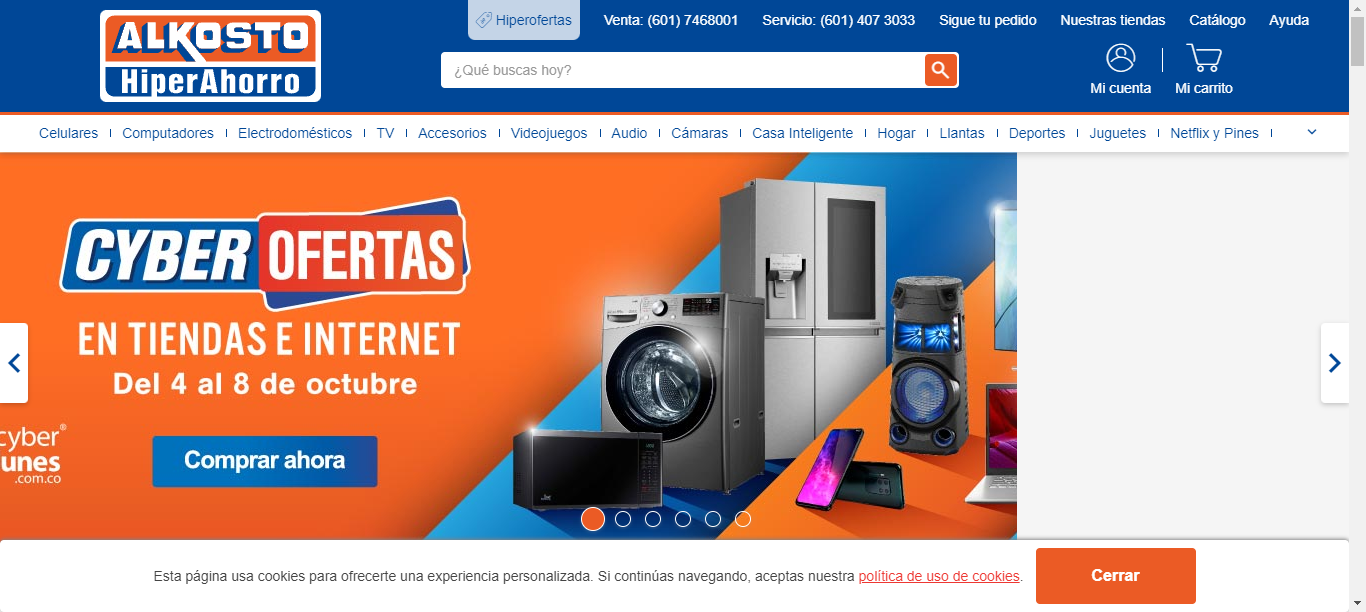 ALKOSTO
HiperAhorro
Hiperofertas
Venta: (601) 7468001
Servicio: (601) 407 3033
Sigue tu pedido
Nuestras tiendas
Catálogo
Ayuda
¿Qué buscas hoy?
Mi cuenta
Mi carrito
Celulares
Computadores
Electrodomésticos
TV
Accesorios
Videojuegos
Audio
Cámaras
Casa Inteligente
Hogar
Llantas
Deportes
Juguetes
Netflix y Pines
CYBER OFERTAS
EN TIENDAS E INTERNET
Del 4 al 8 de octubre
cyber®
unes
.com.co
Comprar ahora
Esta página usa cookies para ofrecerte una experiencia personalizada. Si continúas navegando, aceptas nuestra política de uso de cookies.
Cerrar